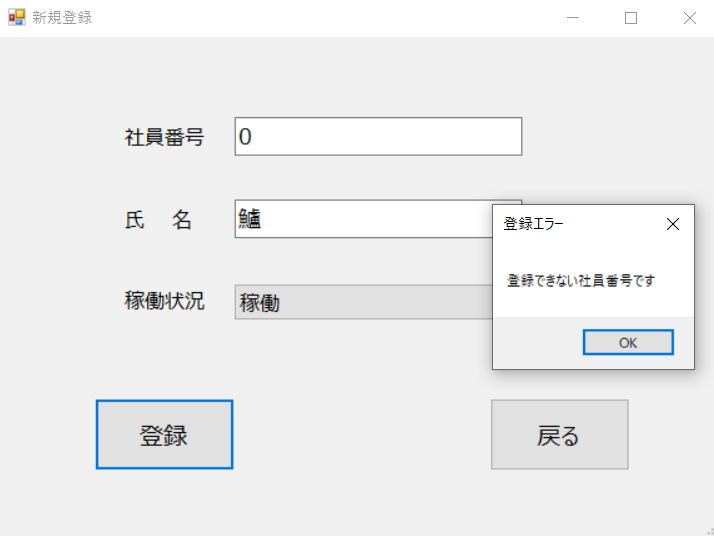 新規登録
社員番号
0
氏 名
鱸
登録エラー
登録できない社員番号です
OK
稼働状況
稼働
登録
戻る